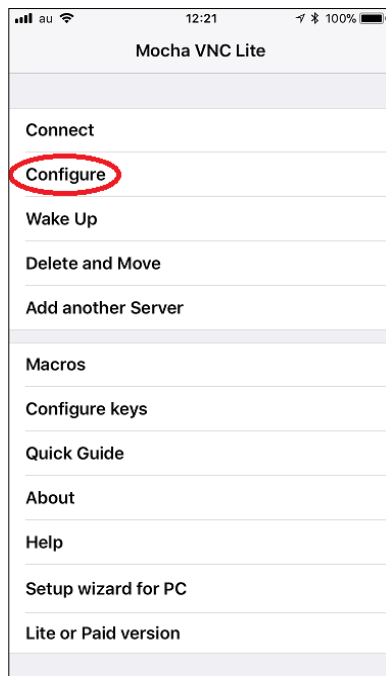 au 12:21 100%
Mocha VNC Lite
Connect
Configure
Wake Up
Delete and Move
Add another Server
Macros
Configure keys
Quick Guide
About
Help
Setup wizard for PC
Lite or Paid version